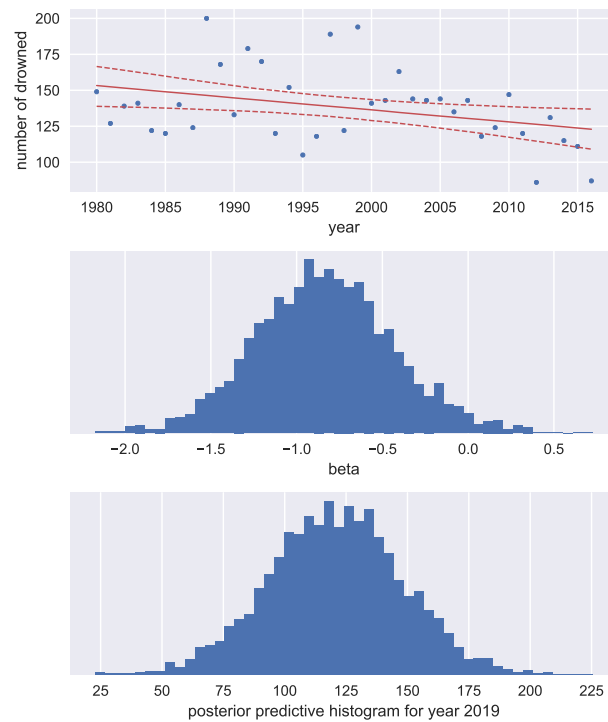 200
175
150
125
100
number of drowned
1980 1985 1990 1995 2000 2005 2010 2015
year
−2.0 −1.5 −1.0 −0.5 0.0 0.5
beta
25 50 75 100 125 150 175 200 225
posterior predictive histogram for year 2019